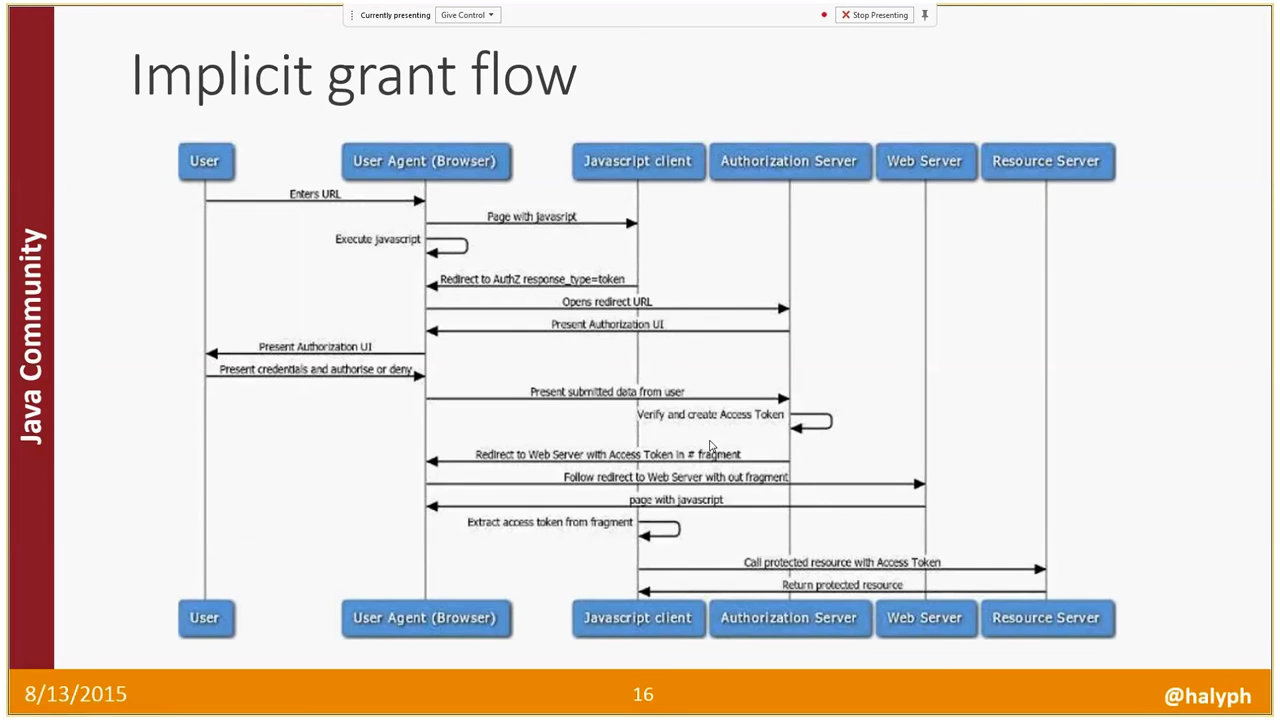 Currently presenting
Give Control
Stop Presenting
Implicit grant flow
User
User Agent (Browser)
Javascript client
Authorization Server
Web Server
Resource Server
Enters URL
Page with javasript
Execute javascript
Redirect to AuthZ response_type=token
Opens redirect URL
Present Authorization UI
Present Authorization UI
Present credentials and authorise or deny
Present submitted data from user
Verify and create Access Token
Redirect to Web Server with Access Token in # fragment
Follow redirect to Web Server with out fragment
page with javascript
Extract access token from fragment
Call protected resource with Access Token
Return protected resource
User
User Agent (Browser)
Javascript client
Authorization Server
Web Server
Resource Server
Java Community
8/13/2015
16
@halyph